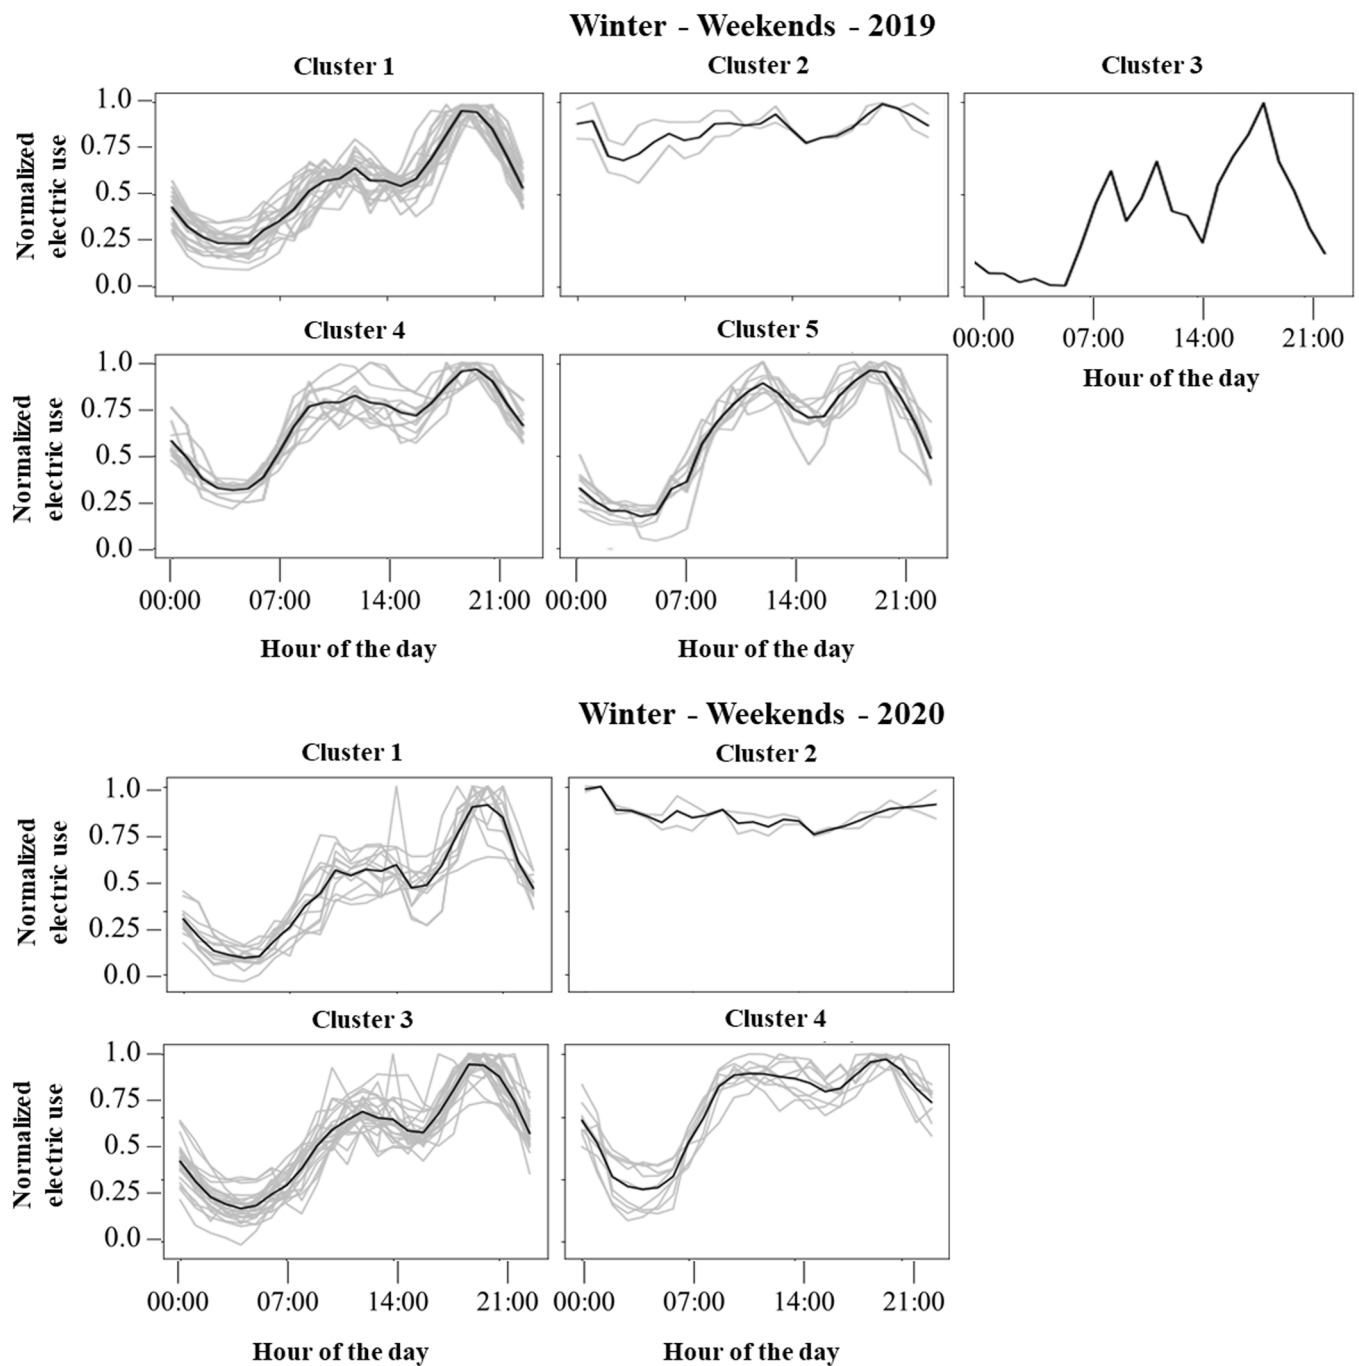 Winter - Weekends - 2019
Cluster 1
Cluster 2
Cluster 3
Normalized
electric use
1.0
0.75
0.5
0.25
0.0
00:00 07:00 14:00 21:00
Hour of the day
Cluster 4
Cluster 5
Normalized
electric use
1.0
0.75
0.5
0.25
0.0
00:00 07:00 14:00 21:00
00:00 07:00 14:00 21:00
Hour of the day
Hour of the day
Winter - Weekends - 2020
Cluster 1
Cluster 2
Normalized
electric use
1.0
0.75
0.5
0.25
0.0
Cluster 3
Cluster 4
Normalized
electric use
1.0
0.75
0.5
0.25
0.0
00:00 07:00 14:00 21:00
00:00 07:00 14:00 21:00
Hour of the day
Hour of the day